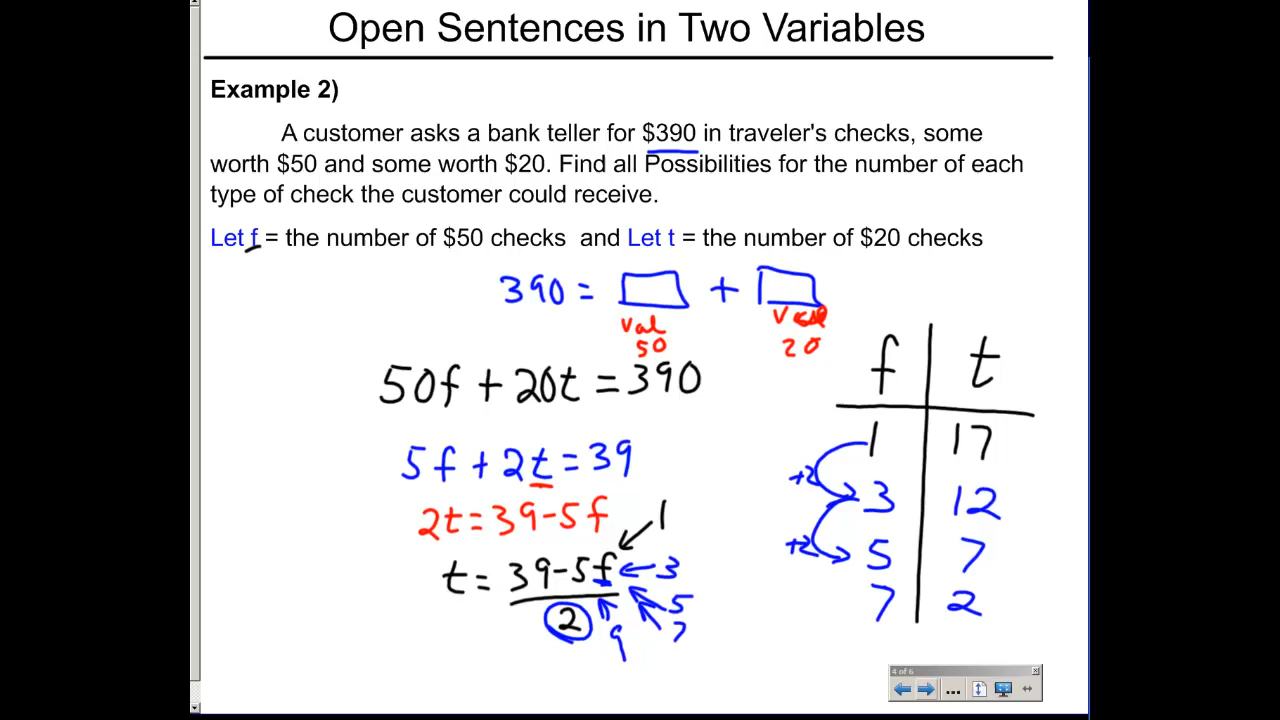 Open Sentences in Two Variables
Example 2)
A customer asks a bank teller for $390 in traveler's checks, some
worth $50 and some worth $20. Find all Possibilities for the number of each
type of check the customer could receive.
Let f = the number of $50 checks and Let t = the number of $20 checks
390 = +
Val
50
20
50f + 20t = 390
5f + 2t = 39
2t = 39 - 5f
t = 39 - 5f
2
1
3
5
7
9
f t
1 17
+2
3 12
+2
5 7
7 2
4 of 6